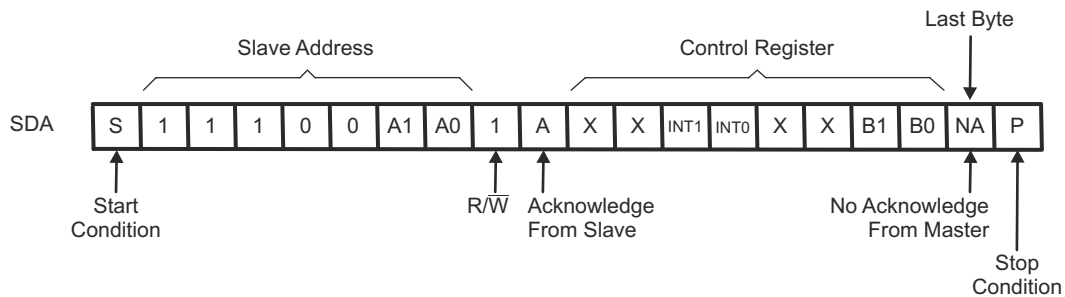 Last Byte
Slave Address Control Register
SDA S 1 1 1 0 0 A1 A0 1 A X X INT1 INT0 X X B1 B0 NA P
Start
Condition
R/W̅
Acknowledge
From Slave
No Acknowledge
From Master
Stop
Condition